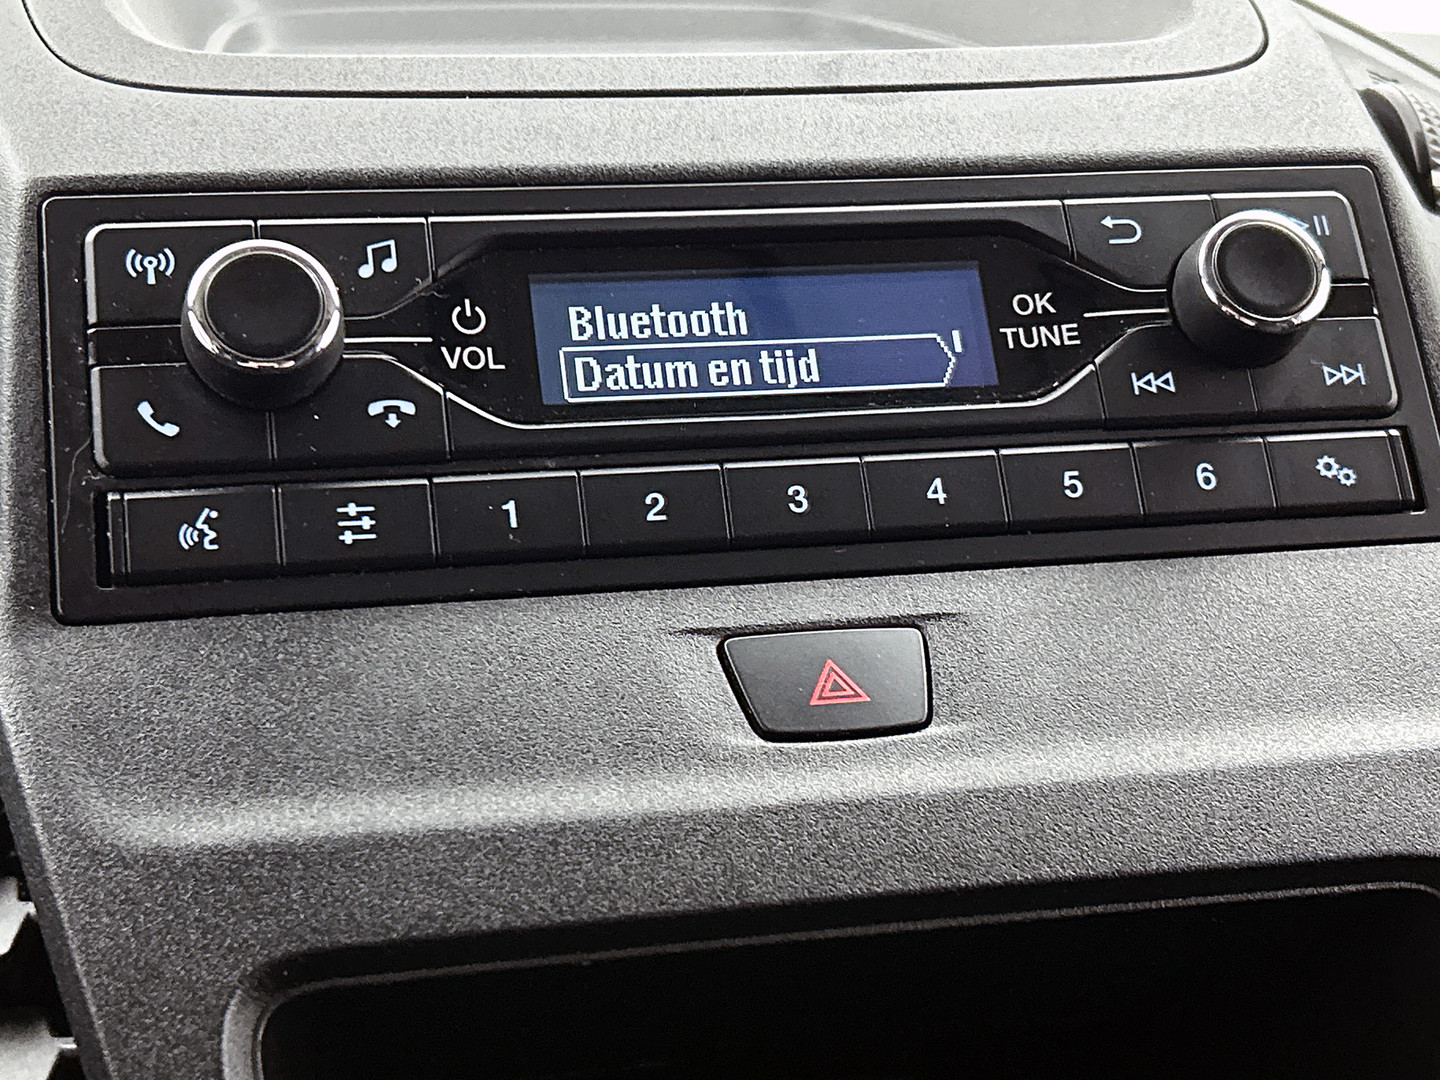 Bluetooth
Datum en tijd
VOL
OK
TUNE
1 2 3 4 5 6